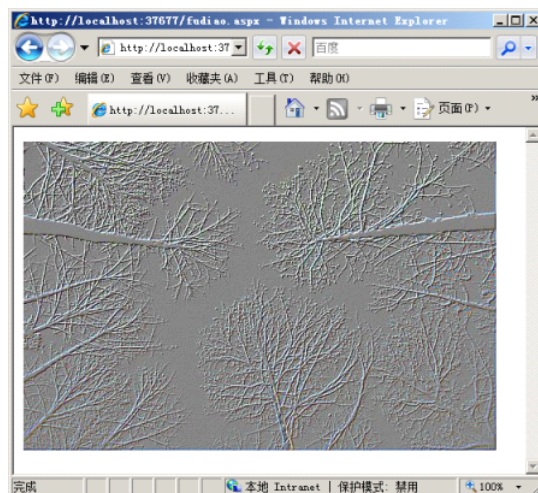 http://localhost:37677/fudiao.aspx - Windows Internet Explorer
http://localhost:37
百度
文件(F) 编辑(E) 查看(V) 收藏夹(A) 工具(T) 帮助(H)
http://localhost:37... 页面(P) »
完成 本地 Intranet | 保护模式: 禁用 100%